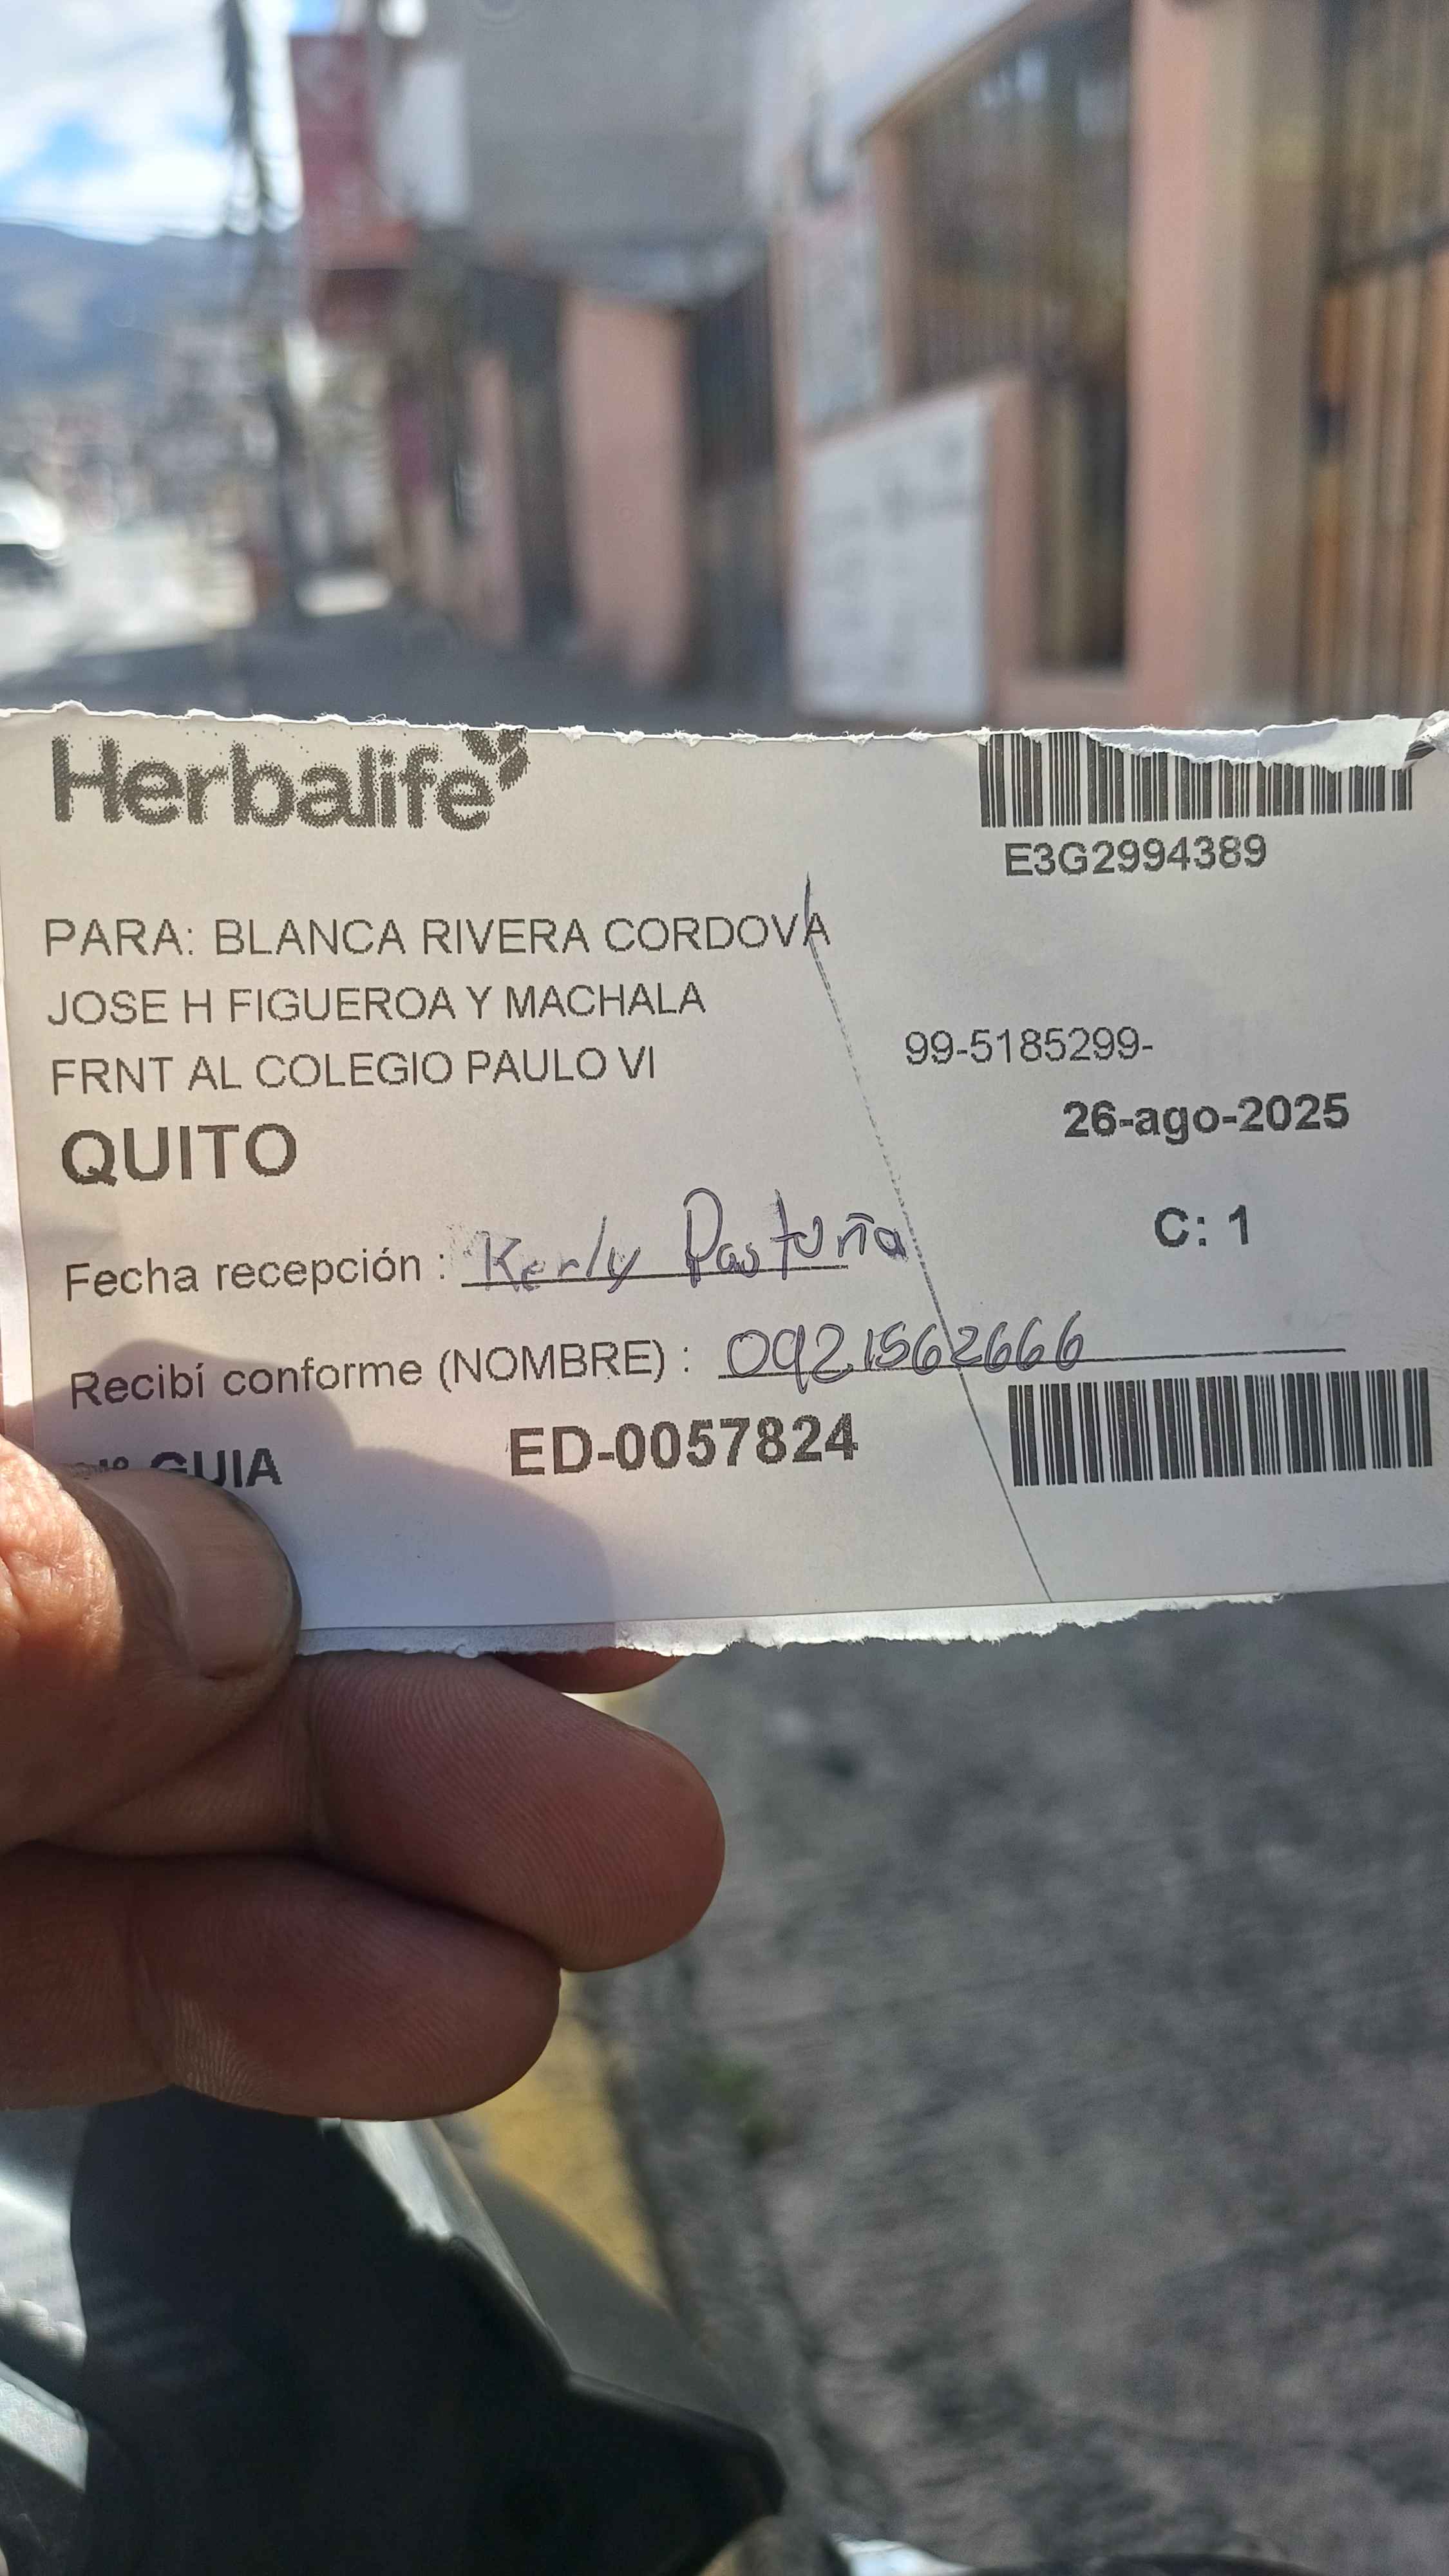 Herbalife
E3G2994389
PARA: BLANCA RIVERA CORDOVA
JOSE H FIGUEROA Y MACHALA
FRNT AL COLEGIO PAULO VI
99-5185299-
QUITO
26-ago-2025
C: 1
Fecha recepción : Kerly Pastuña
Recibí conforme (NOMBRE) : 0921562666
GUIA ED-0057824